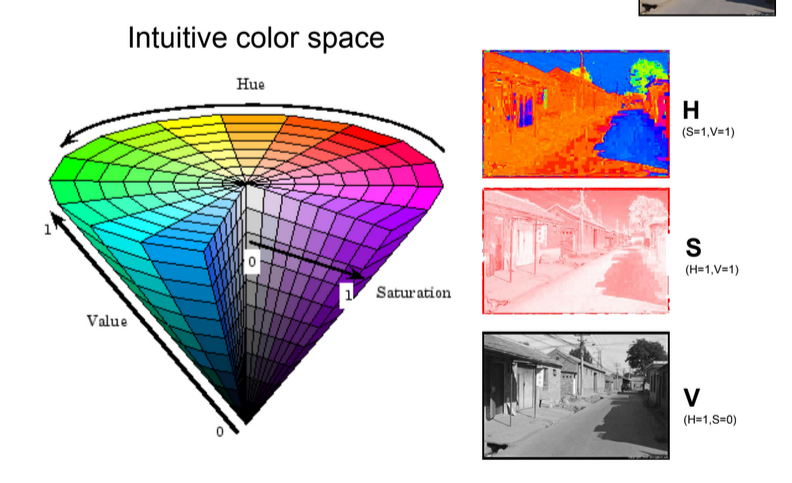 Intuitive color space
Hue
H
(S=1,V=1)
1
0
S
(H=1,V=1)
1
Saturation
Value
V
(H=1,S=0)
0